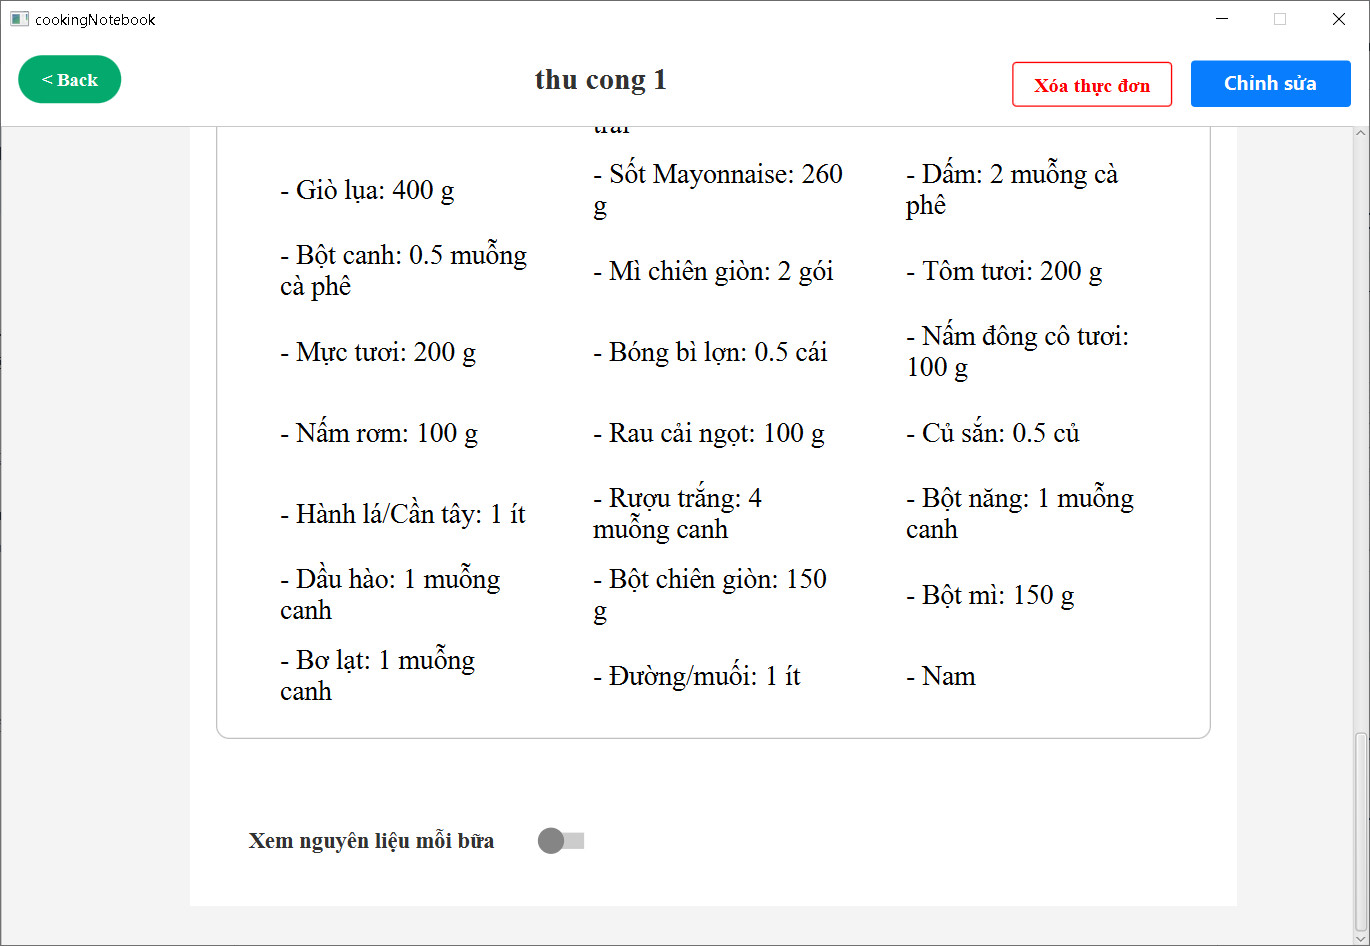 cookingNotebook
< Back
thu cong 1
Xóa thực đơn
Chỉnh sửa
- Giò lụa: 400 g
- Sốt Mayonnaise: 260
g
- Dấm: 2 muỗng cà
phê
- Bột canh: 0.5 muỗng
cà phê
- Mì chiên giòn: 2 gói
- Tôm tươi: 200 g
- Mực tươi: 200 g
- Bóng bì lợn: 0.5 cái
- Nấm đông cô tươi:
100 g
- Nấm rơm: 100 g
- Rau cải ngọt: 100 g
- Củ sắn: 0.5 củ
- Hành lá/Cần tây: 1 ít
- Rượu trắng: 4
muỗng canh
- Bột năng: 1 muỗng
canh
- Dầu hào: 1 muỗng
canh
- Bột chiên giòn: 150
g
- Bột mì: 150 g
- Bơ lạt: 1 muỗng
canh
- Đường/muối: 1 ít
- Nam
Xem nguyên liệu mỗi bữa